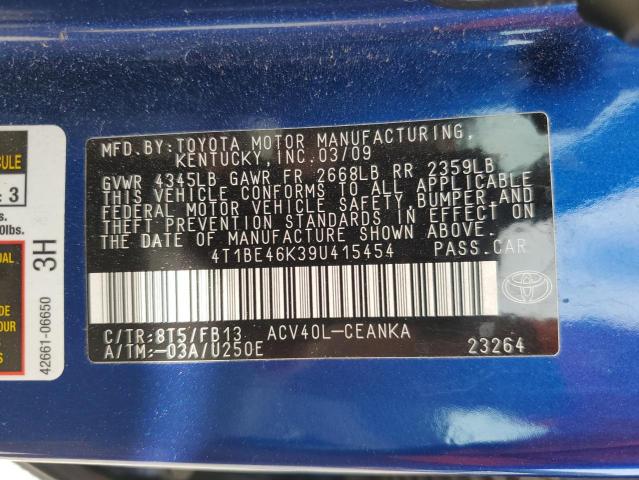 MFD.BY:TOYOTA MOTOR MANUFACTURING,
KENTUCKY,INC.03/09
GVWR 4345LB GAWR FR 2668LB RR 2359LB
THIS VEHICLE CONFORMS TO ALL APPLICABLE
FEDERAL MOTOR VEHICLE SAFETY,BUMPER,AND
THEFT PREVENTION STANDARDS IN EFFECT ON
THE DATE OF MANUFACTURE SHOWN ABOVE.
4T1BE46K39U415454 PASS.CAR
C/TR:8T5/FB13 ACV40L-CEANKA
A/TM:-03A/U250E 23264
TOYOTA
3H
42661-06650
: 3